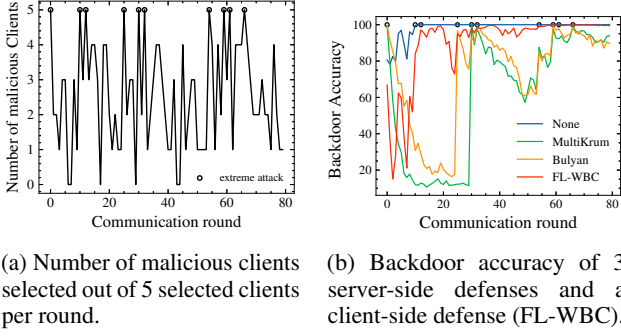 Number of malicious Clients
5
4
3
2
1
0
extreme attack
0
20
40
60
80
Communication round
Backdoor Accuracy
100
80
60
40
20
None
MultiKrum
Bulyan
FL-WBC
0
20
40
60
80
Communication round
(a) Number of malicious clients
selected out of 5 selected clients
per round.
(b) Backdoor accuracy of 3
server-side defenses and a
client-side defense (FL-WBC).